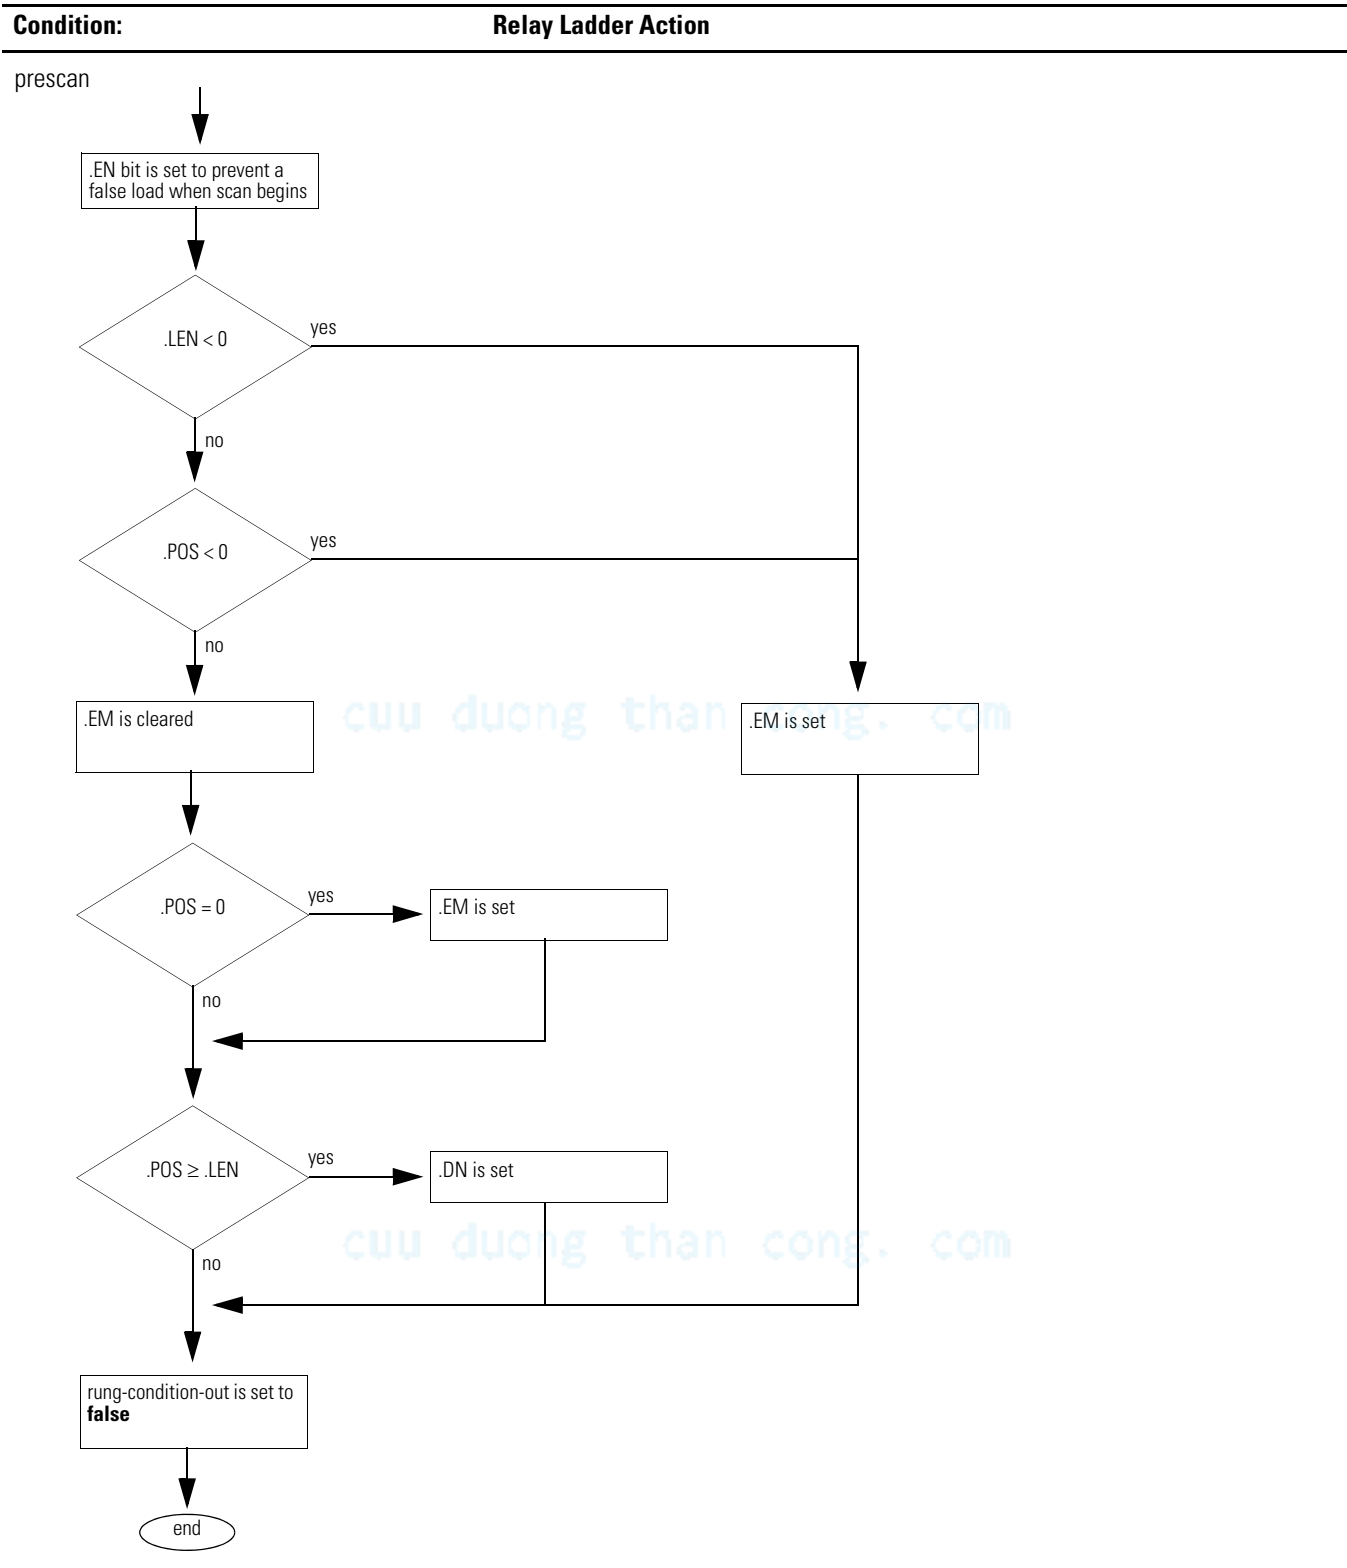 Condition: Relay Ladder Action
prescan
.EN bit is set to prevent a
false load when scan begins
.LEN < 0
yes
no
.POS < 0
yes
no
.EM is cleared
cuu duong than cong. com
.EM is set
.POS = 0
yes
.EM is set
no
.POS ≥ .LEN
yes
.DN is set
cuu duong than cong. com
no
rung-condition-out is set to
false
end